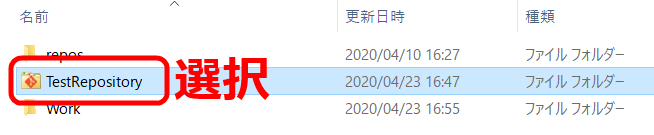 名前 更新日時 種類
repos 2020/04/10 16:27 ファイル フォルダー
TestRepository 選択 2020/04/23 16:47 ファイル フォルダー
Work 2020/04/23 16:55 ファイル フォルダー